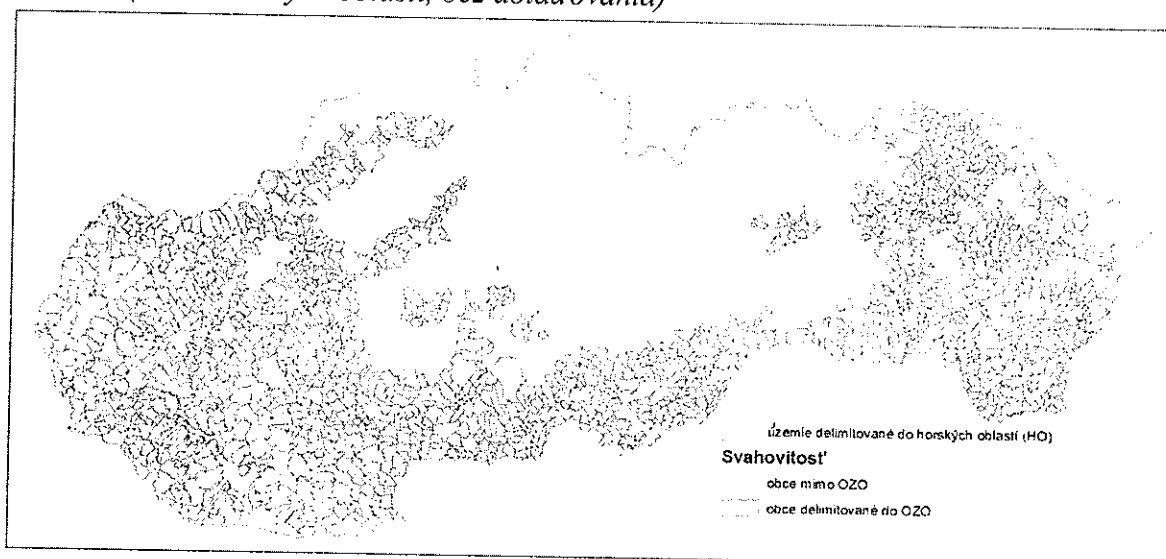 územie delimitované do horských oblastí (HO)
Svahovitosť
obce mimo OZO
obce delimitované do OZO